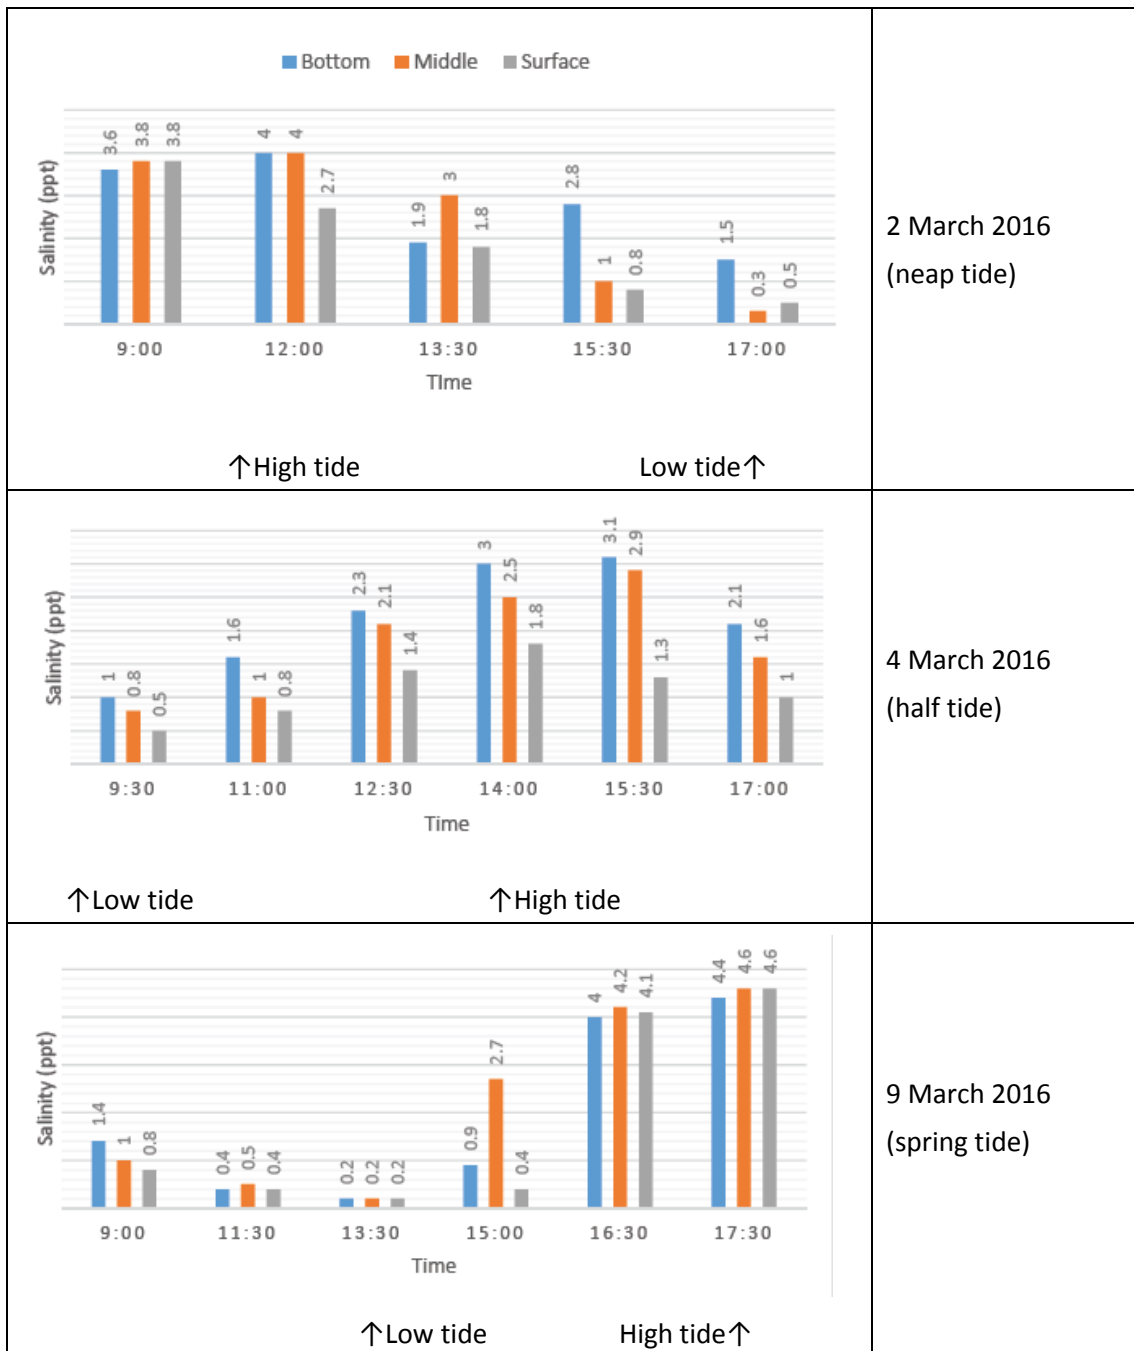 Bottom Middle Surface
Salinity (ppt)
3.6 3.8 3.8 4 4 2.7 1.9 3 1.8 2.8 1 0.8 1.5 0.3 0.5
9:00 12:00 13:30 15:30 17:00
TIme
↑High tide Low tide↑
2 March 2016
(neap tide)
Salinity (ppt)
1 0.8 0.5 1.6 1 0.8 2.3 2.1 1.4 3 2.5 1.8 3.1 2.9 1.3 2.1 1.6 1
9:30 11:00 12:30 14:00 15:30 17:00
Time
↑Low tide ↑High tide
4 March 2016
(half tide)
Salinity (ppt)
1.4 1 0.8 0.4 0.5 0.4 0.2 0.2 0.2 0.9 2.7 0.4 4 4.2 4.1 4.4 4.6 4.6
9:00 11:30 13:30 15:00 16:30 17:30
Time
↑Low tide High tide↑
9 March 2016
(spring tide)